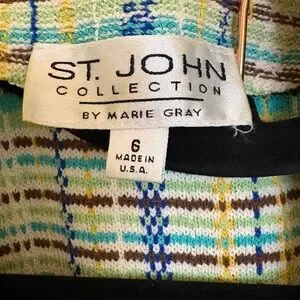 ST. JOHN
COLLECTION
BY MARIE GRAY
6
MADE IN
U.S.A.